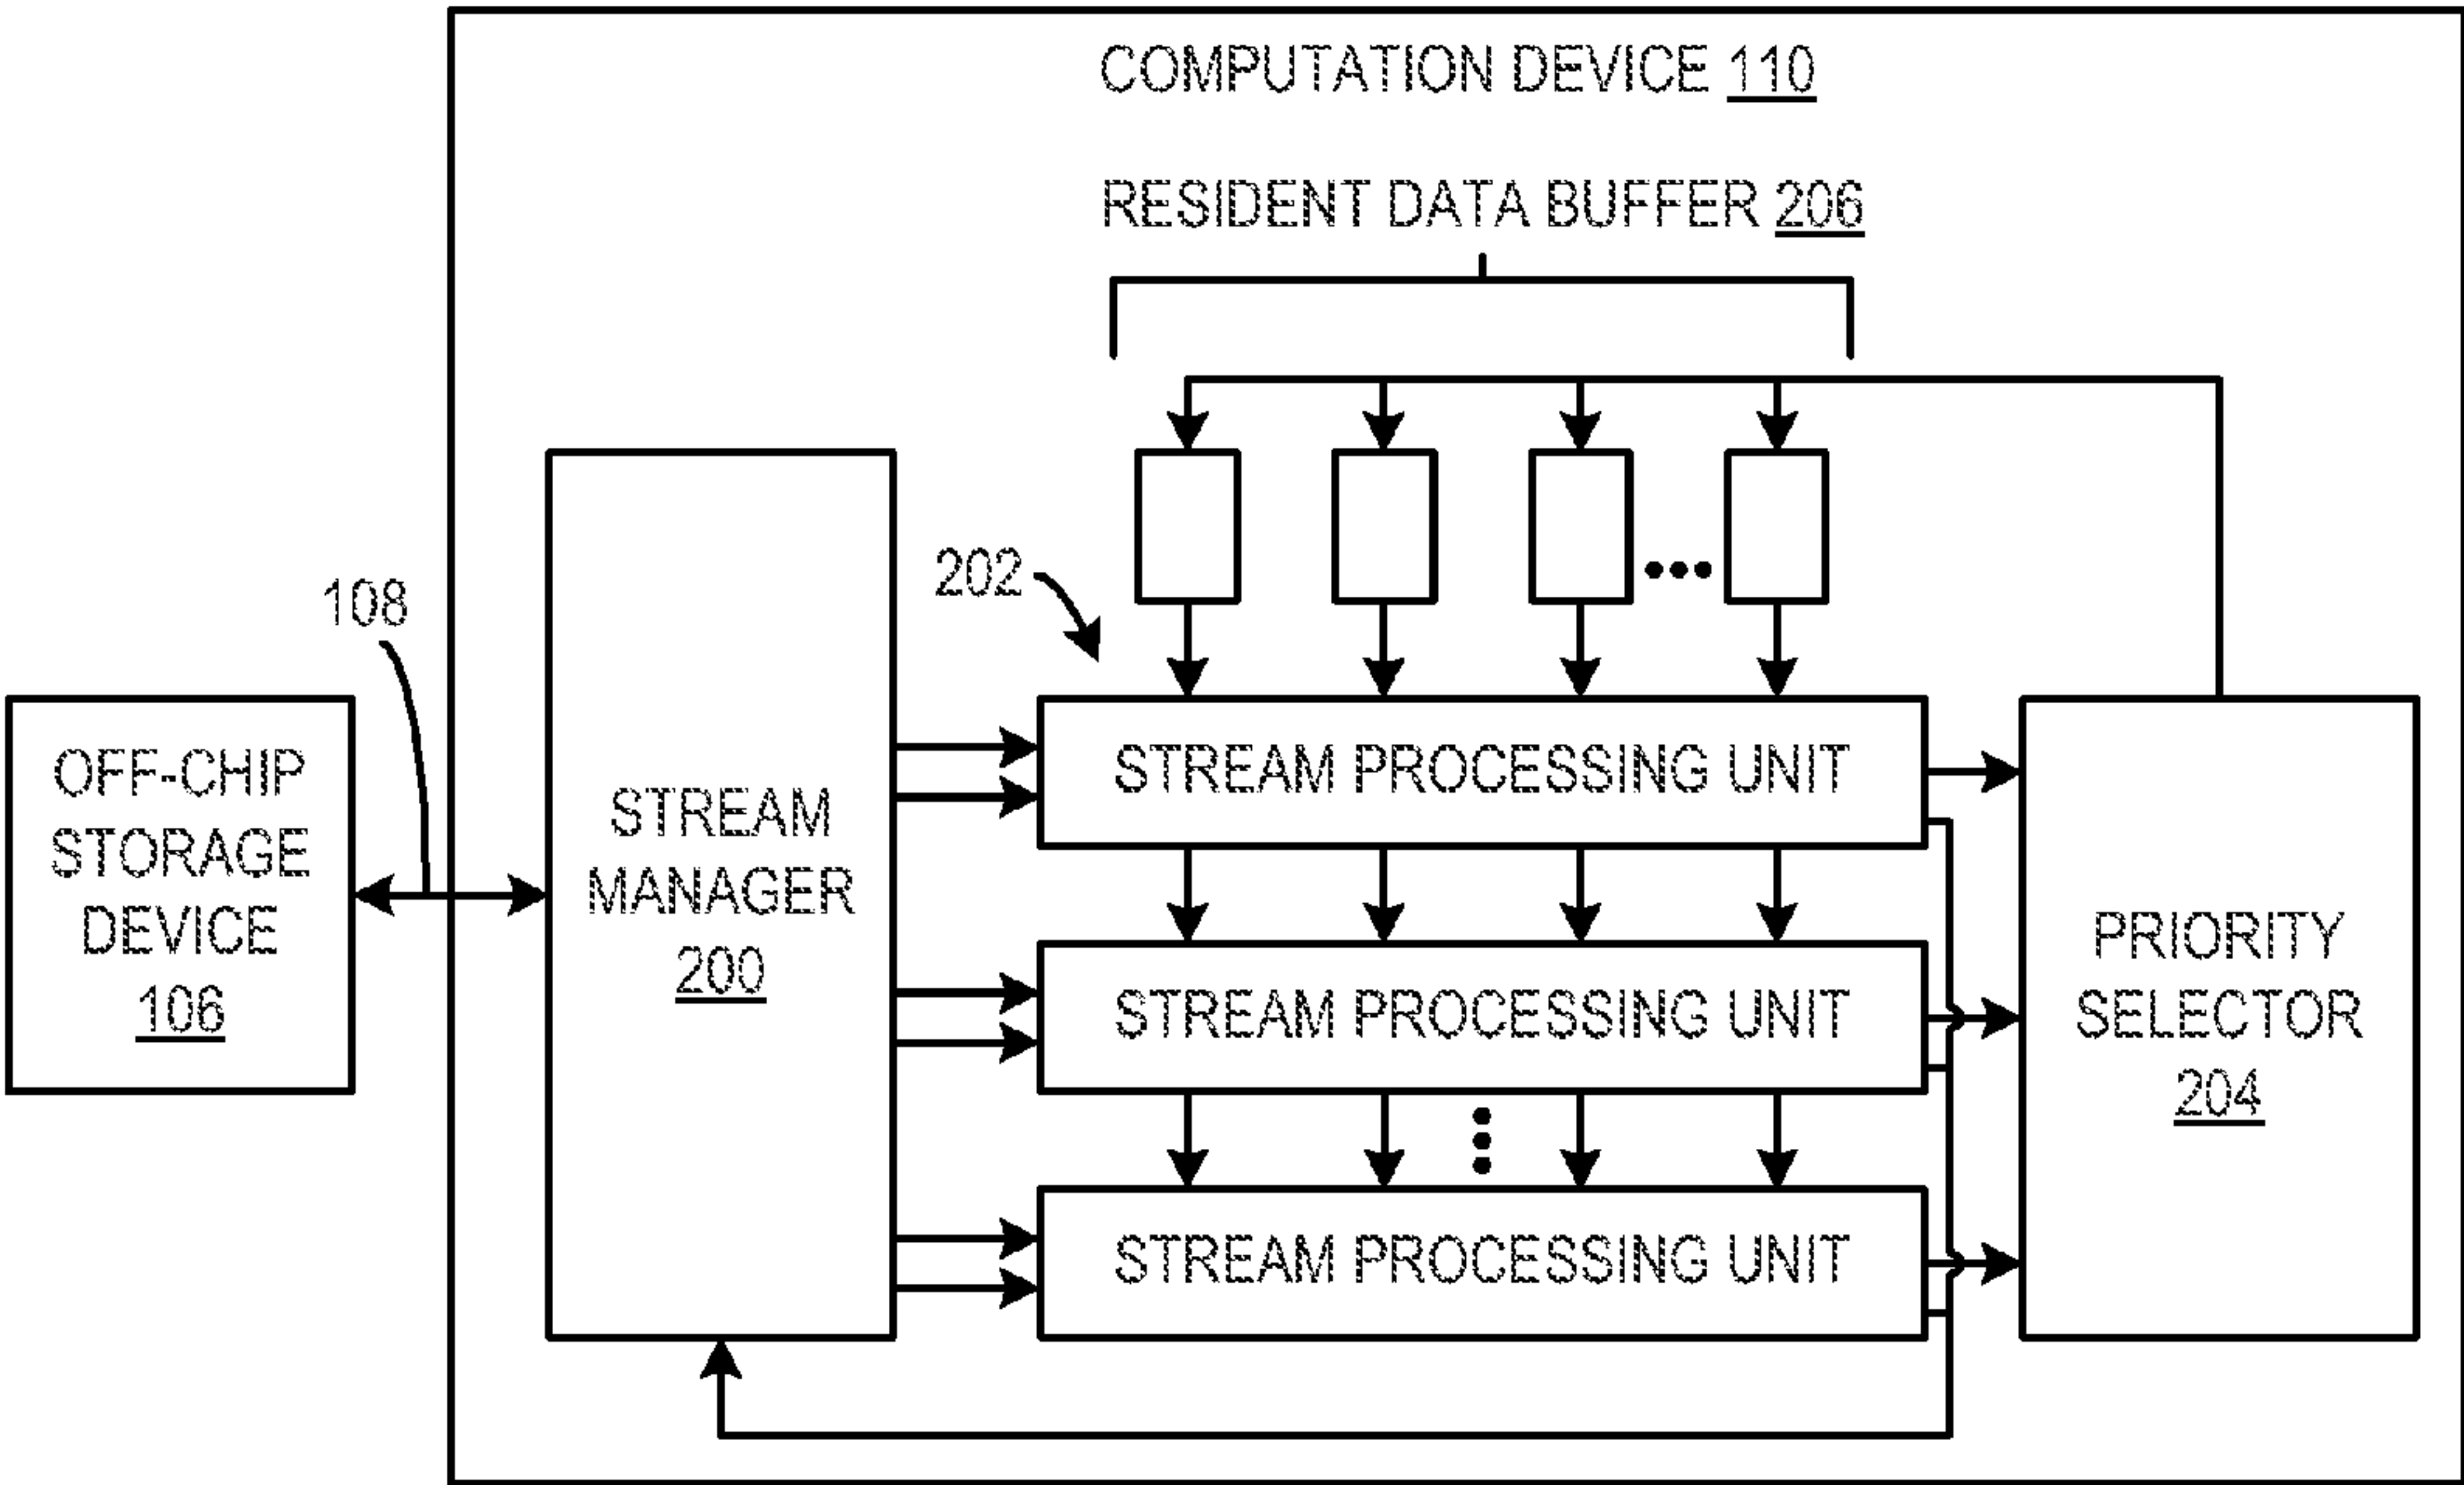 COMPUTATION DEVICE 110
RESIDENT DATA BUFFER 206
202
108
OFF-CHIP
STORAGE
DEVICE
106
STREAM
MANAGER
200
STREAM PROCESSING UNIT
STREAM PROCESSING UNIT
STREAM PROCESSING UNIT
PRIORITY
SELECTOR
204